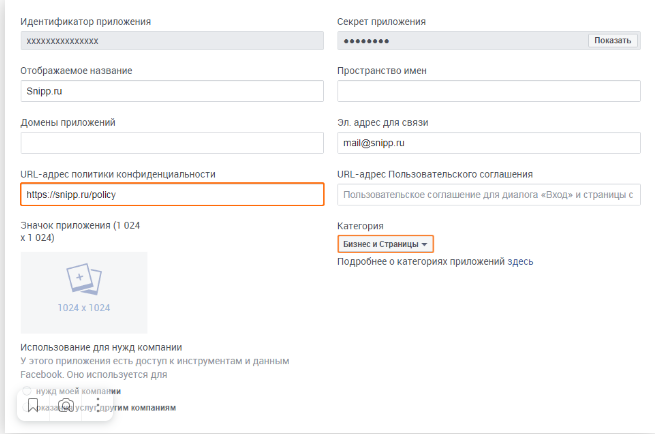 Идентификатор приложения
Секрет приложения
xxxxxxxxxxxxxxx
●●●●●●●● Показать
Отображаемое название
Пространство имен
Snipp.ru
Домены приложений
Эл. адрес для связи
mail@snipp.ru
URL-адрес политики конфиденциальности
URL-адрес Пользовательского соглашения
https://snipp.ru/policy
Пользовательское соглашение для диалога «Вход» и страницы с
Значок приложения (1 024
x 1 024)
Категория
Бизнес и Страницы
Подробнее о категориях приложений здесь
1024 x 1024
Использование для нужд компании
У этого приложения есть доступ к инструментам и данным
Facebook. Оно используется для
нужд моей компании
оказания услуг другим компаниям